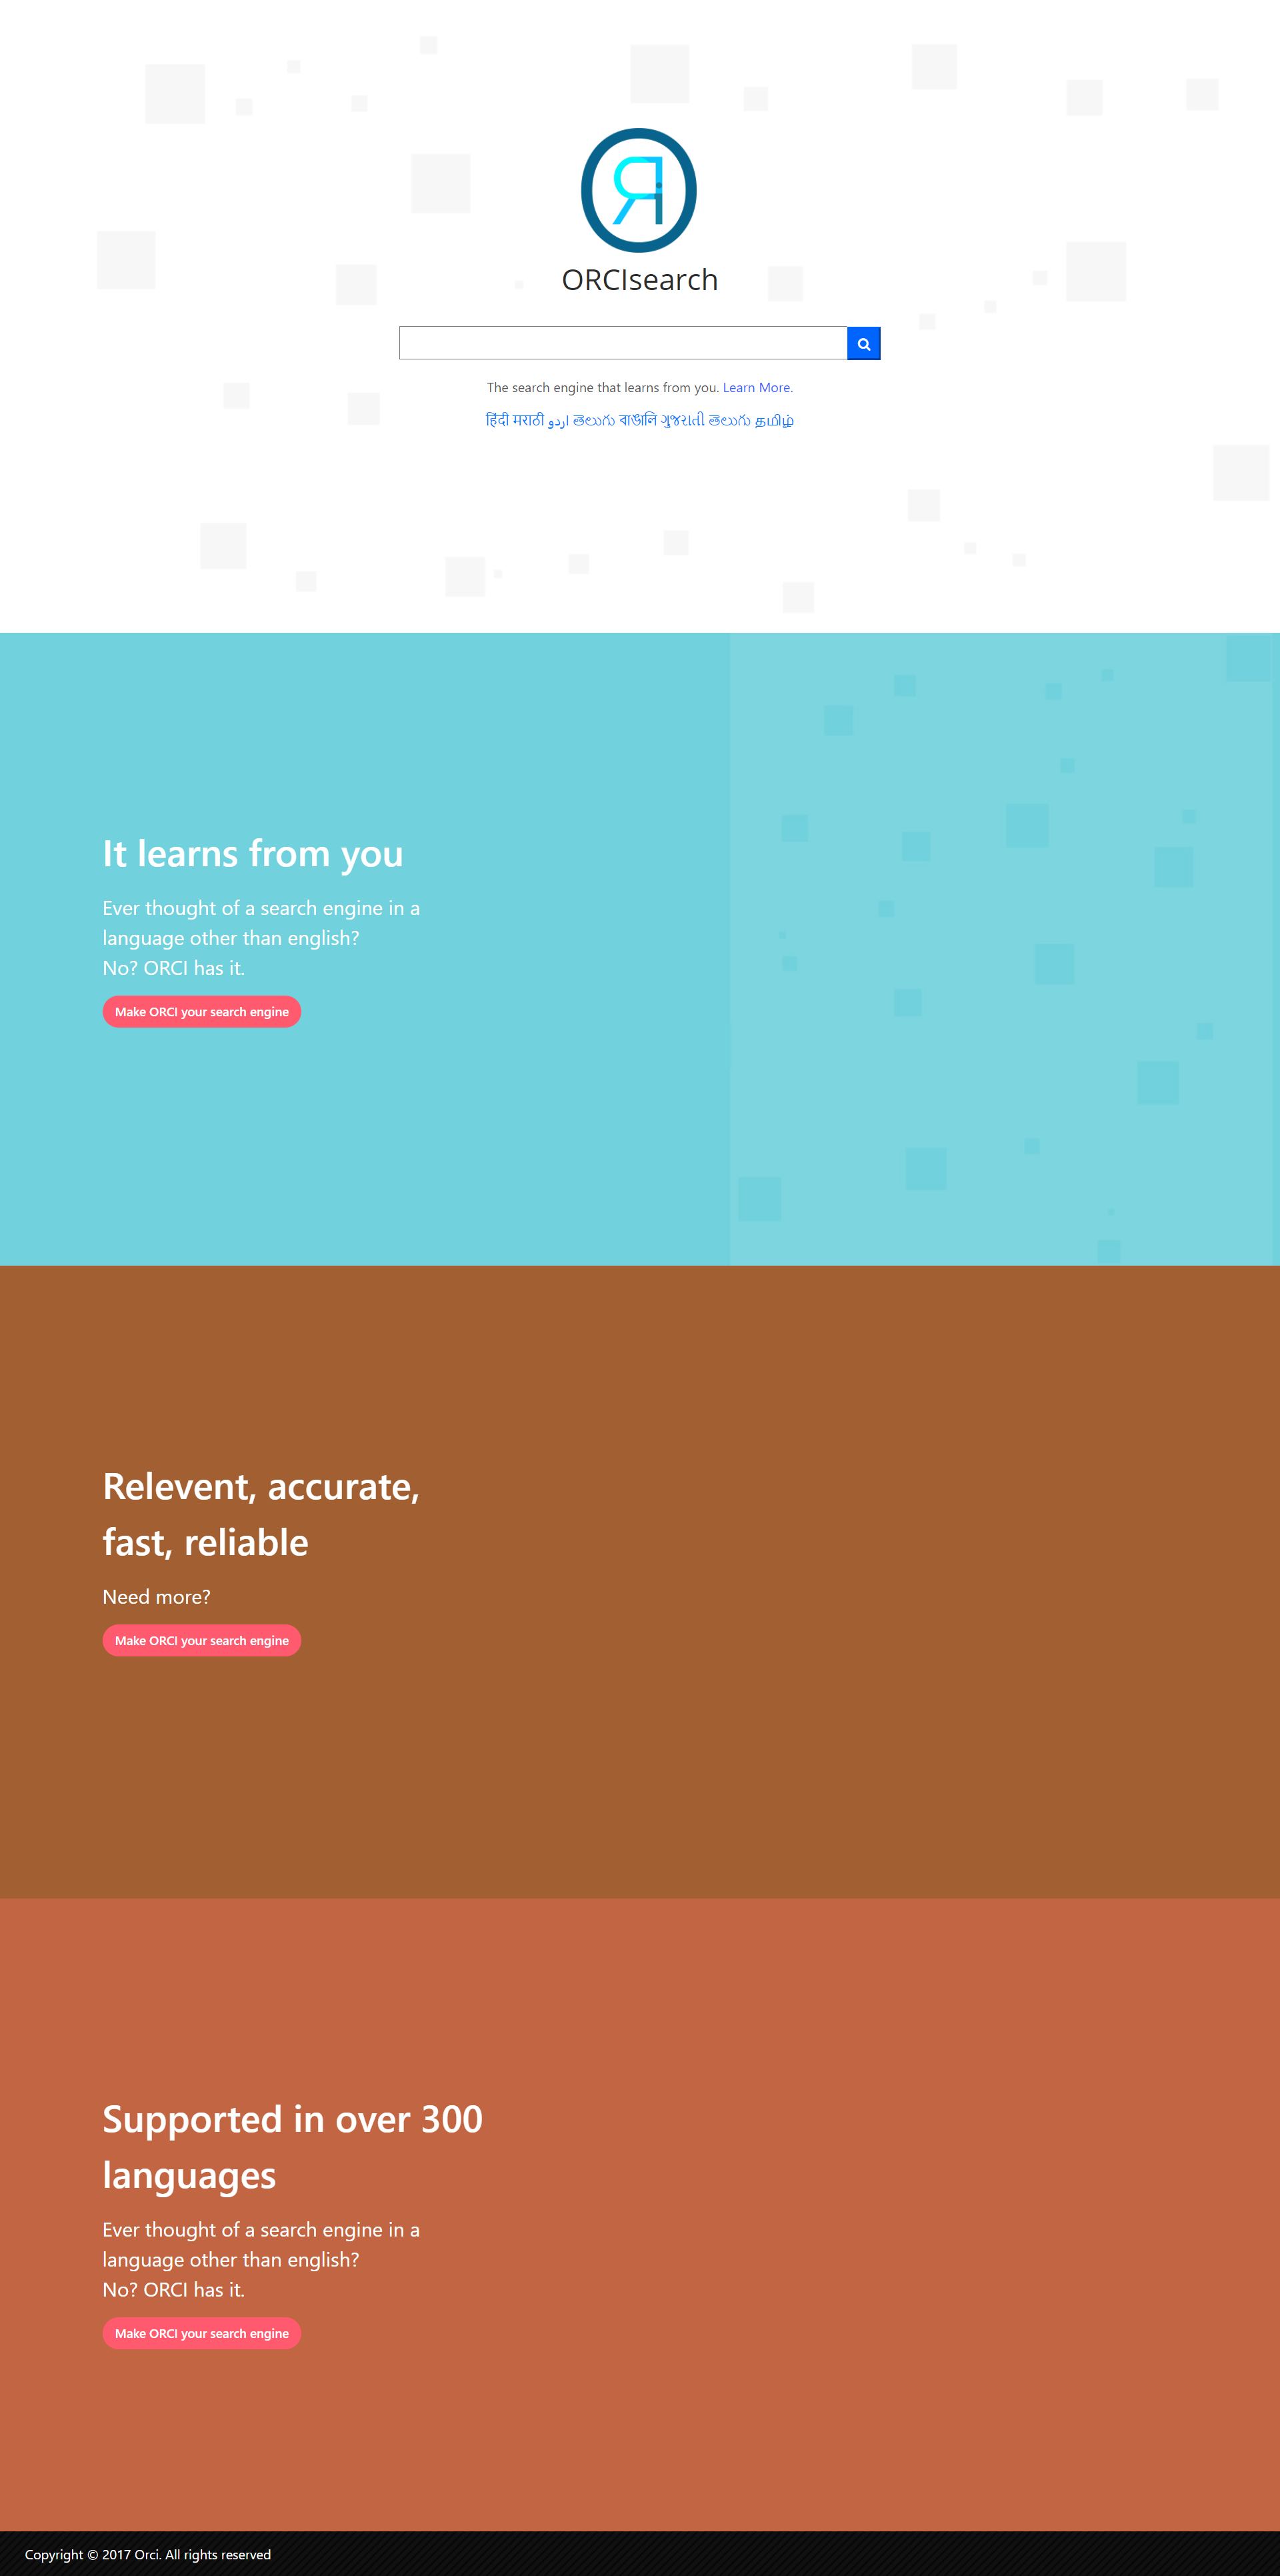 ORCIsearch
The search engine that learns from you. Learn More.
हिंदी मराठी اردو తెలుగు বাঙালি ગુજરાતી తెలుగు தமிழ்
It learns from you
Ever thought of a search engine in a
language other than english?
No? ORCI has it.
Make ORCI your search engine
Relevent, accurate,
fast, reliable
Need more?
Make ORCI your search engine
Supported in over 300
languages
Ever thought of a search engine in a
language other than english?
No? ORCI has it.
Make ORCI your search engine
Copyright © 2017 Orci. All rights reserved